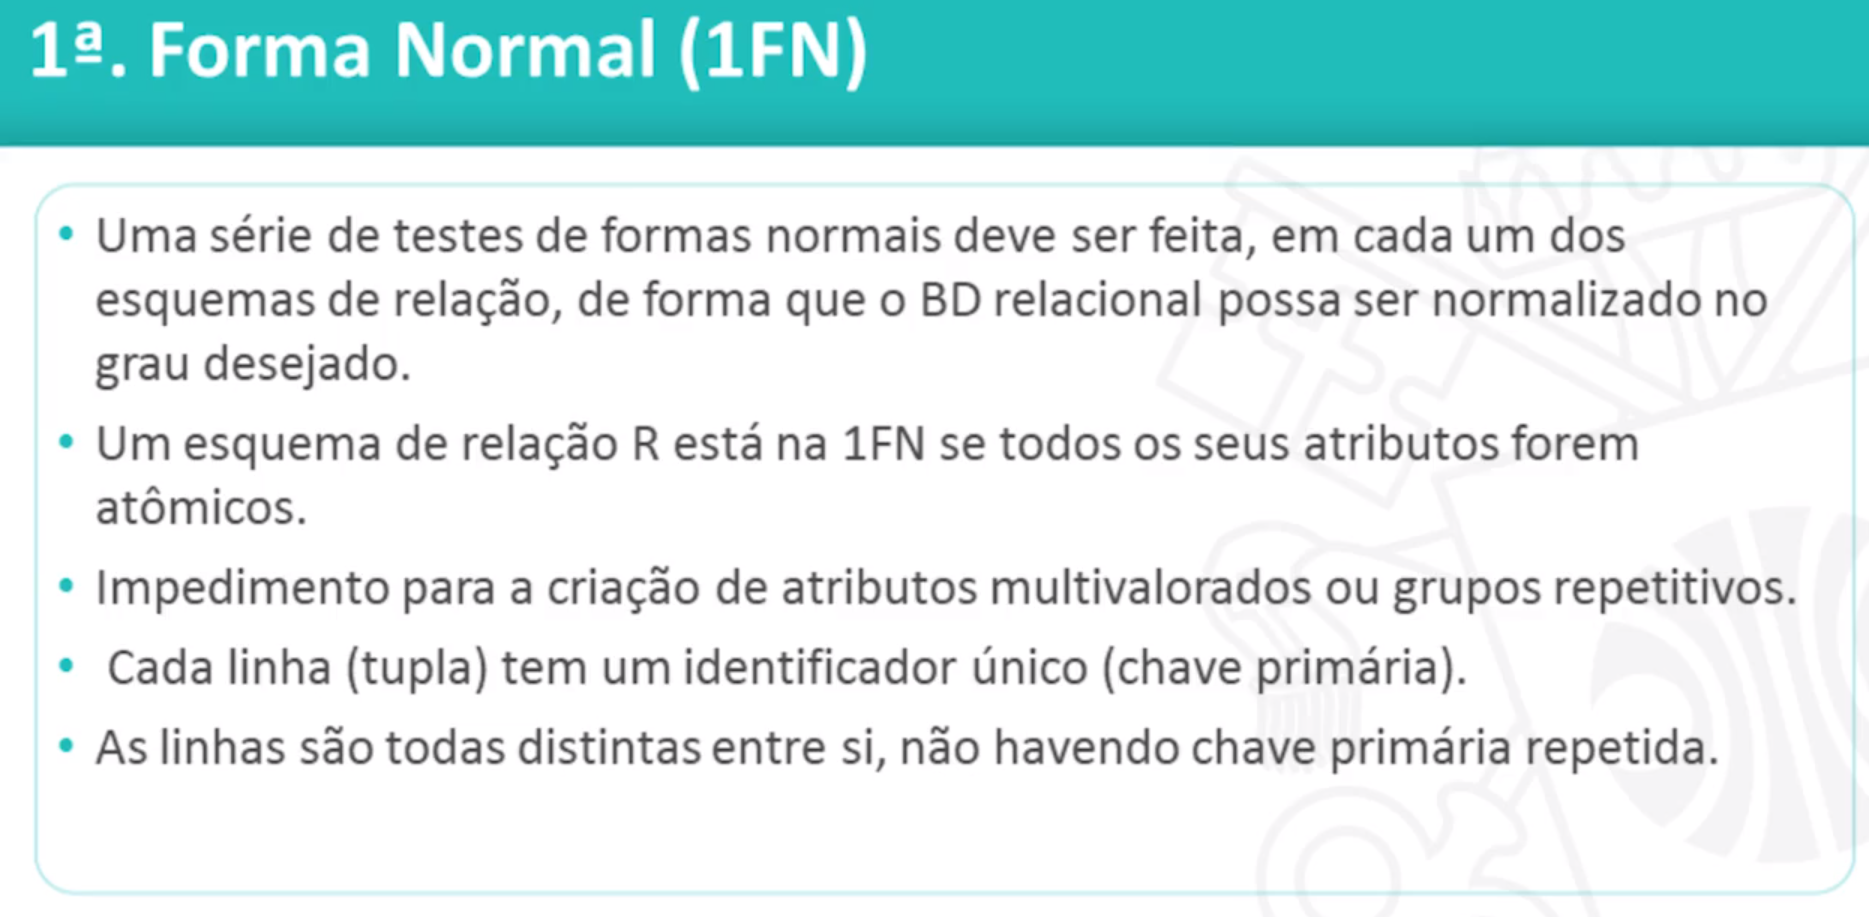 1ª. Forma Normal (1FN)
• Uma série de testes de formas normais deve ser feita, em cada um dos
esquemas de relação, de forma que o BD relacional possa ser normalizado no
grau desejado.
• Um esquema de relação R está na 1FN se todos os seus atributos forem
atômicos.
• Impedimento para a criação de atributos multivalorados ou grupos repetitivos.
• Cada linha (tupla) tem um identificador único (chave primária).
• As linhas são todas distintas entre si, não havendo chave primária repetida.